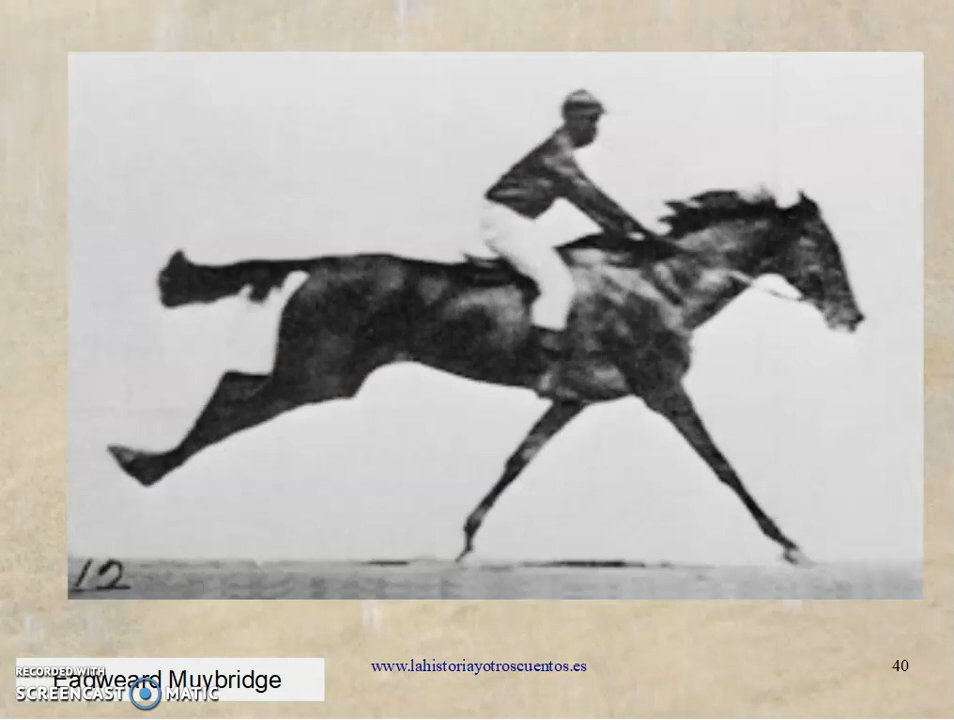 12
www.lahistoriayotroscuentos.es
40
RECORDED WITH
Eadweard Muybridge
SCREENCAST MATIC